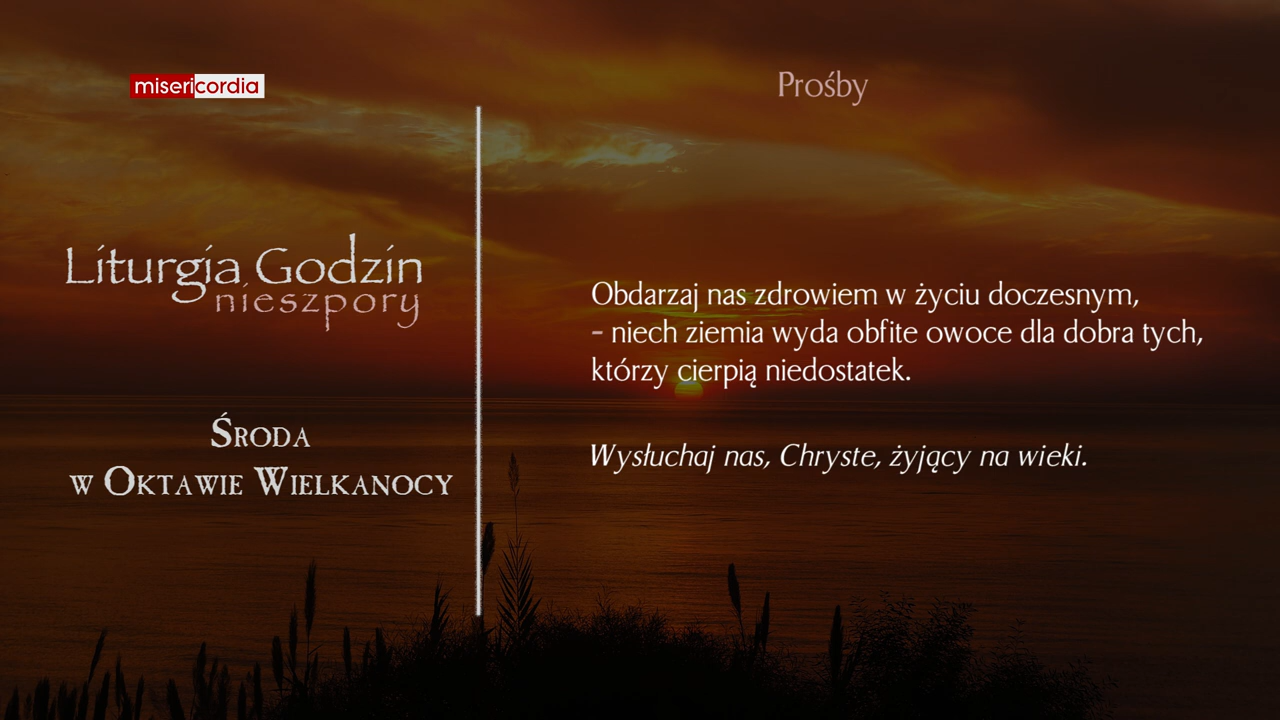 misericordia
Prośby
Liturgia Godzin
nieszpory
Środa
w Oktawie Wielkanocy
Obdarzaj nas zdrowiem w życiu doczesnym,
– niech ziemia wyda obfite owoce dla dobra tych,
którzy cierpią niedostatek.
Wysłuchaj nas, Chryste, żyjący na wieki.